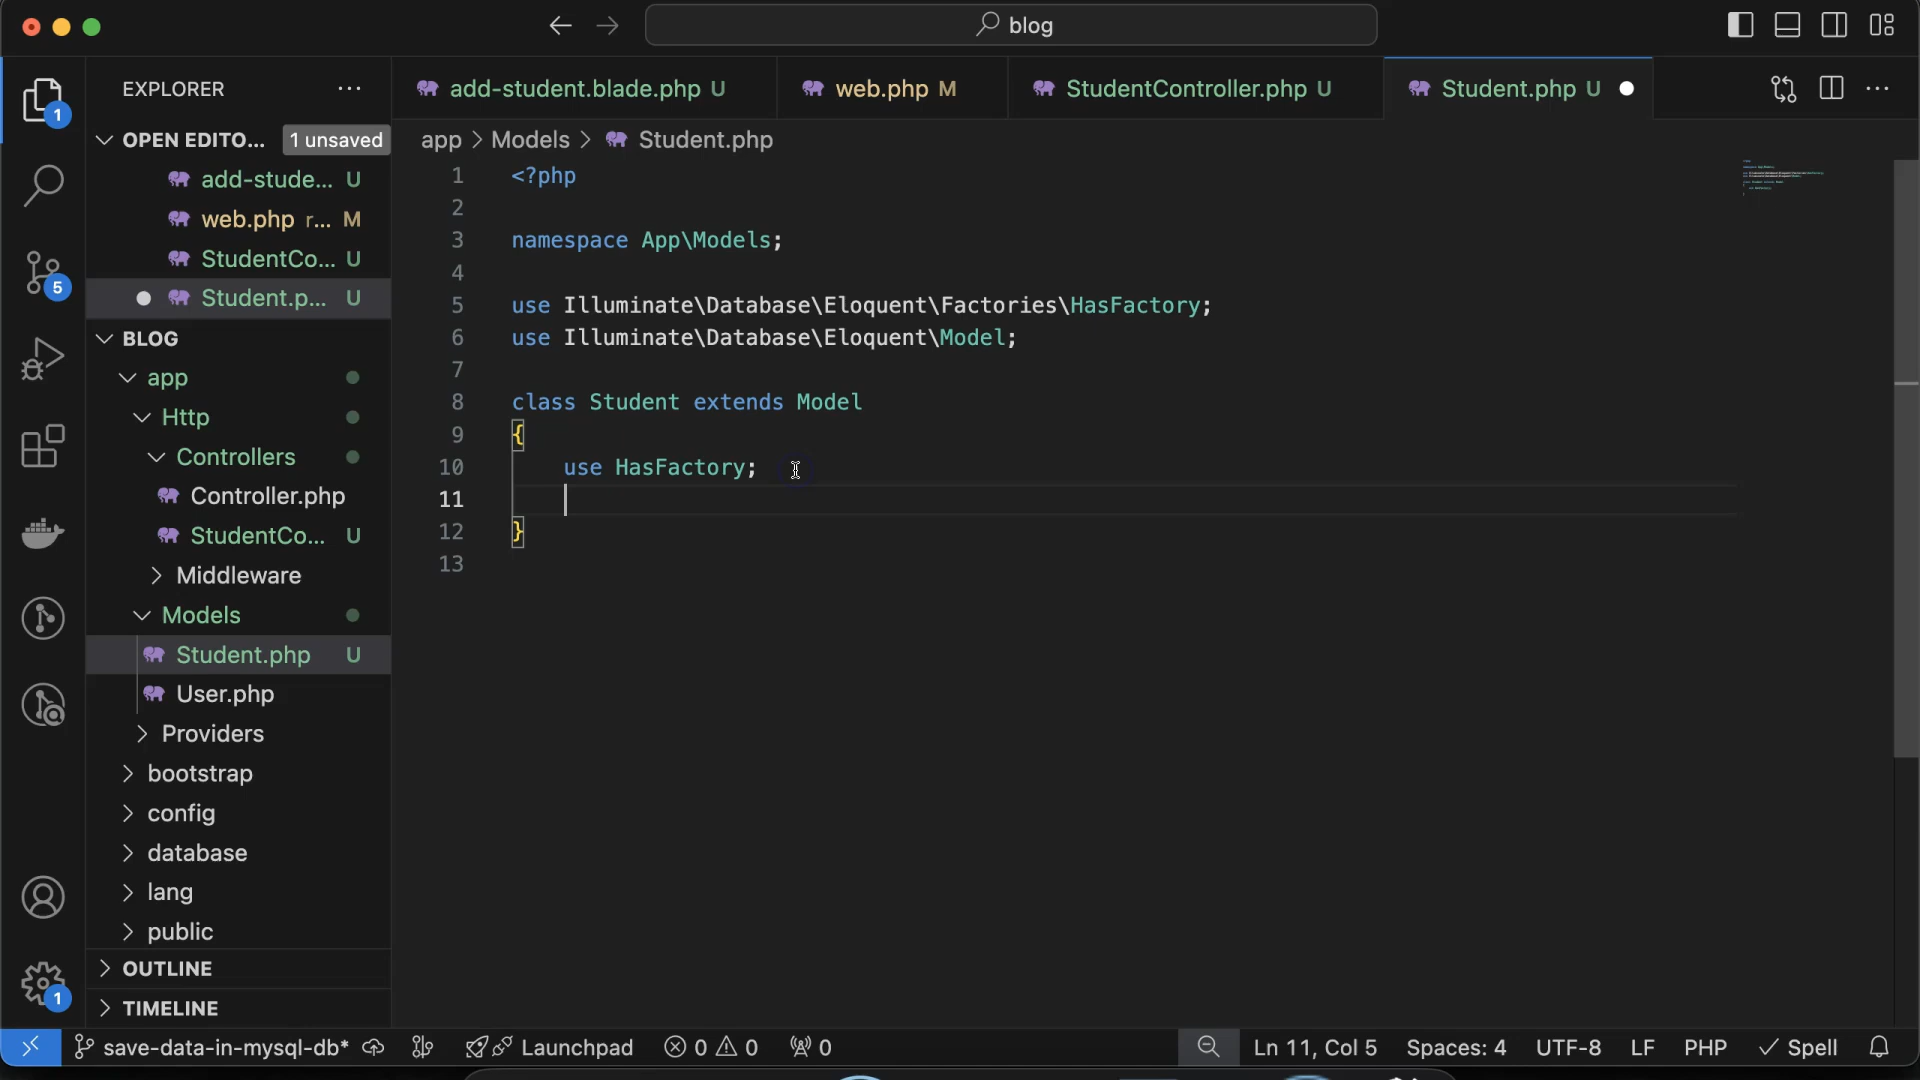 blog
EXPLORER
add-student.blade.php U
web.php M
StudentController.php U
Student.php U
OPEN EDITO... 1 unsaved
app > Models > Student.php
add-stude... U
web.php r... M
StudentCo... U
Student.p... U
BLOG
app
Http
Controllers
Controller.php
StudentCo... U
Middleware
Models
Student.php U
User.php
Providers
bootstrap
config
database
lang
public
OUTLINE
TIMELINE
1 <?php
2
3 namespace App\Models;
4
5 use Illuminate\Database\Eloquent\Factories\HasFactory;
6 use Illuminate\Database\Eloquent\Model;
7
8 class Student extends Model
9 {
10 use HasFactory;
11
12 }
13
1
5
1
save-data-in-mysql-db* Launchpad 0 0 0 Ln 11, Col 5 Spaces: 4 UTF-8 LF PHP Spell